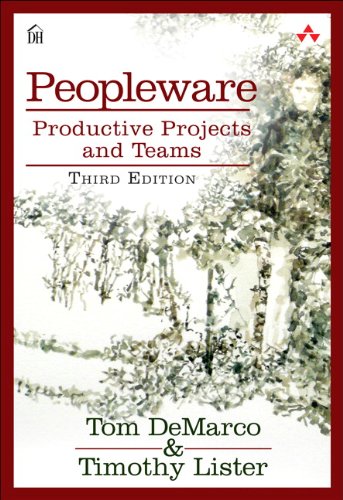 DH
Peopleware
Productive Projects
and Teams
Third Edition
Tom DeMarco
&
Timothy Lister